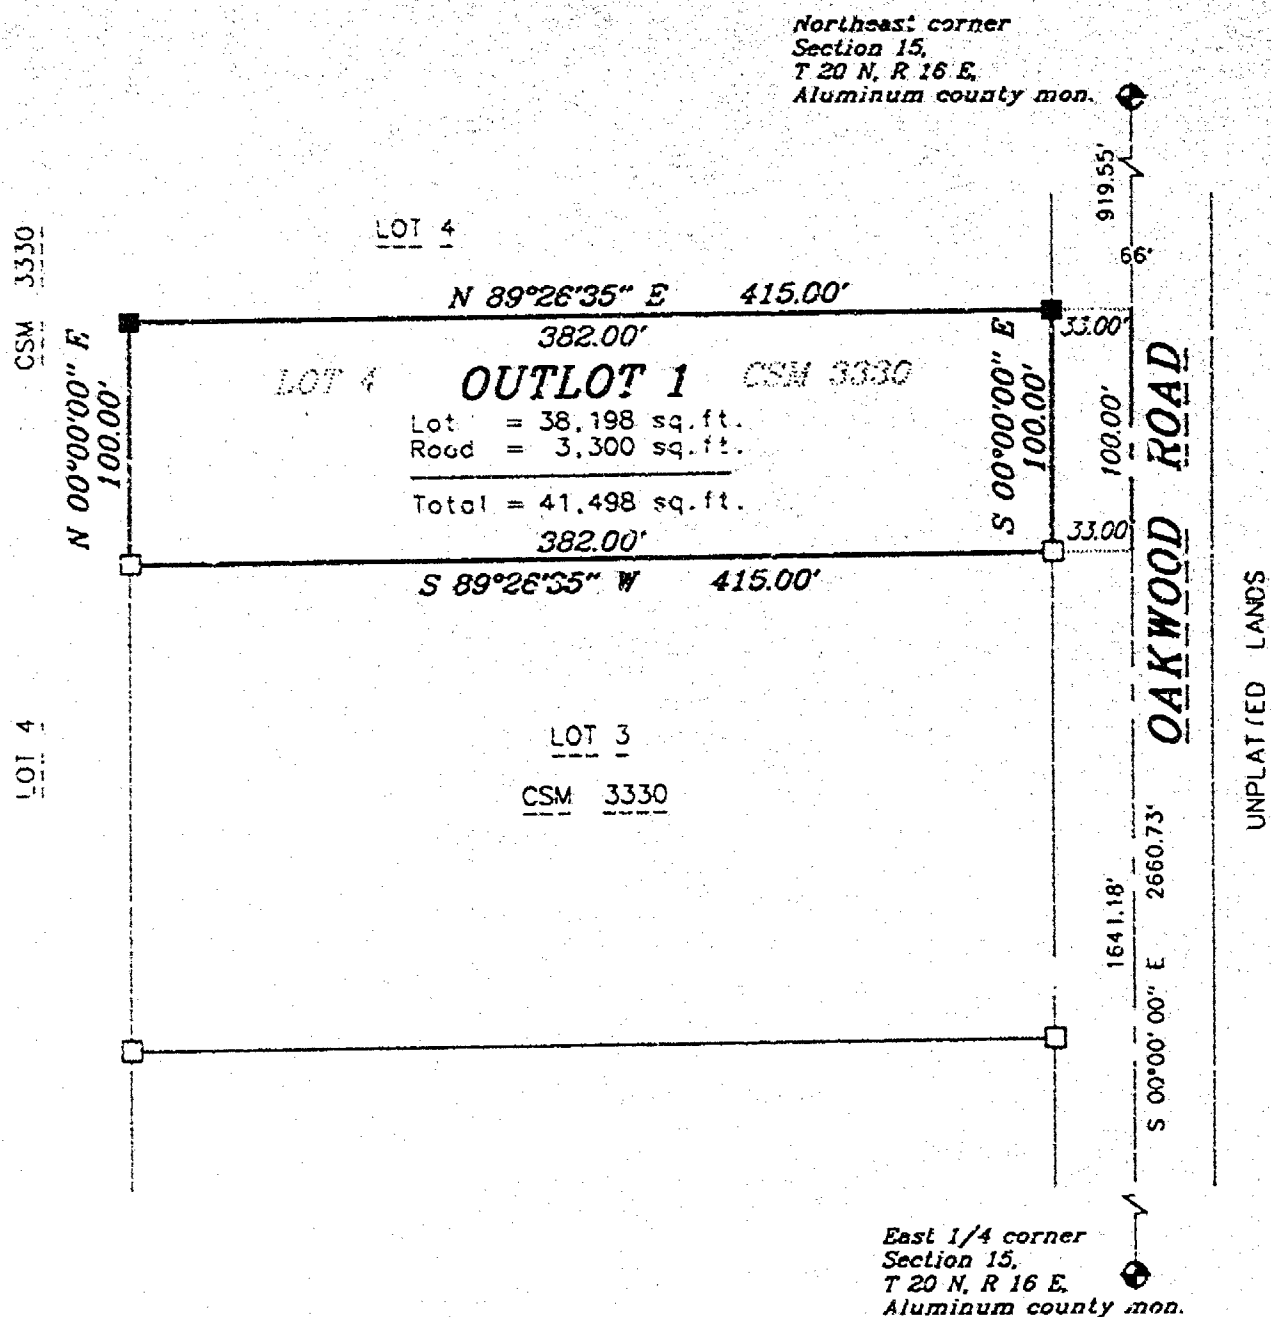 Northeast corner
Section 15,
T 20 N, R 16 E,
Aluminum county mon.
919.55'
66'
LOT 4
CSM 3330
N 89°26'35" E 415.00'
382.00'
33.00'
N 00°00'00" E
100.00'
LOT 4
OUTLOT 1
CSM 3330
Lot = 38,198 sq.ft.
Road = 3,300 sq.ft.
Total = 41,498 sq.ft.
S 00°00'00" E
100.00'
100.00'
382.00'
33.00'
S 89°26'35" W 415.00'
OAKWOOD ROAD
UNPLATTED LANDS
LOT 4
LOT 3
CSM 3330
1641.18'
S 00°00'00" E 2660.73'
East 1/4 corner
Section 15,
T 20 N, R 16 E,
Aluminum county mon.